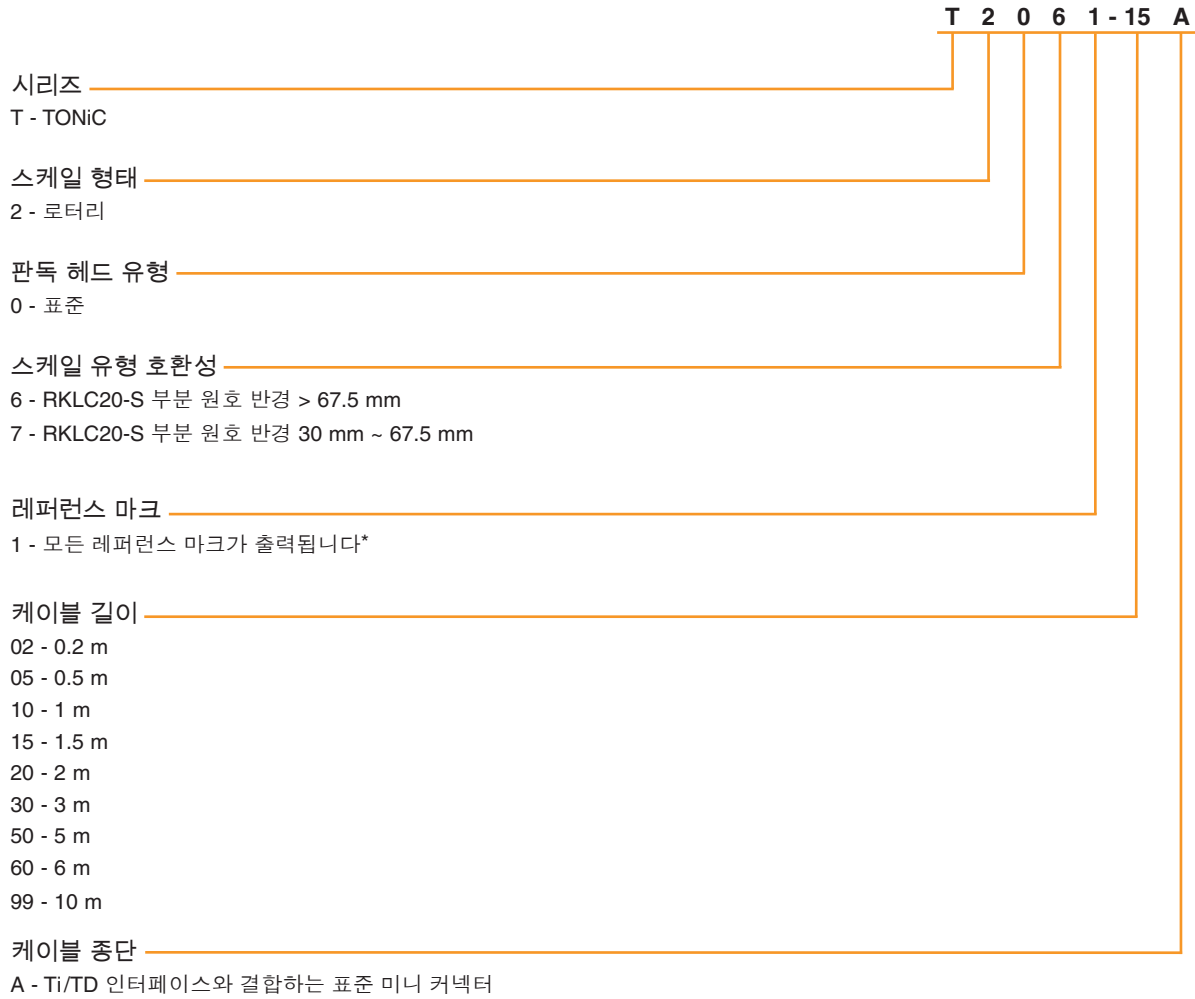 T 2 0 6 1 - 15 A
시리즈
T - TONiC
스케일 형태
2 - 로터리
판독 헤드 유형
0 - 표준
스케일 유형 호환성
6 - RKLC20-S 부분 원호 반경 > 67.5 mm
7 - RKLC20-S 부분 원호 반경 30 mm ~ 67.5 mm
레퍼런스 마크
1 - 모든 레퍼런스 마크가 출력됩니다*
케이블 길이
02 - 0.2 m
05 - 0.5 m
10 - 1 m
15 - 1.5 m
20 - 2 m
30 - 3 m
50 - 5 m
60 - 6 m
99 - 10 m
케이블 종단
A - Ti/TD 인터페이스와 결합하는 표준 미니 커넥터